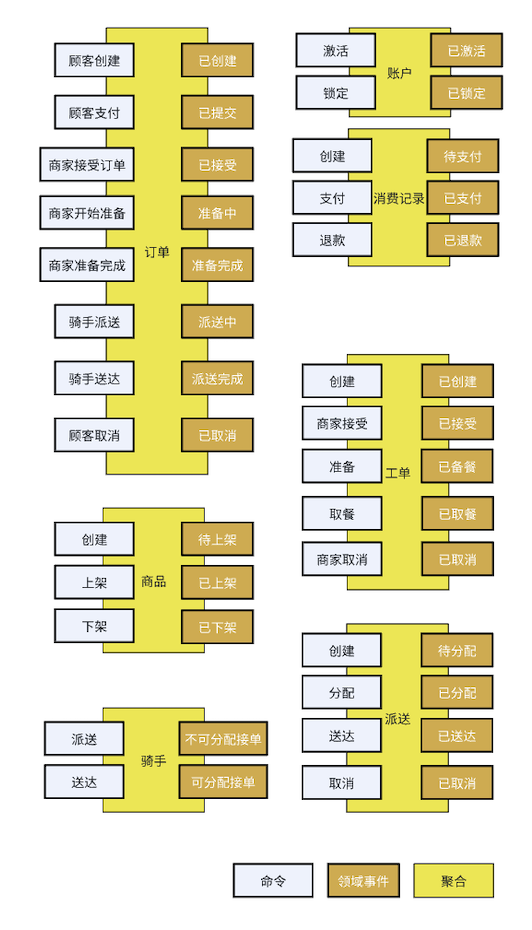 顾客创建
已创建
顾客支付
已提交
商家接受订单
已接受
商家开始准备
准备中
订单
商家准备完成
准备完成
骑手派送
派送中
骑手送达
派送完成
顾客取消
已取消
激活
已激活
账户
锁定
已锁定
创建
待支付
支付
消费记录
已支付
退款
已退款
创建
已创建
商家接受
已接受
准备
已备餐
工单
取餐
已取餐
商家取消
已取消
创建
待上架
上架
商品
已上架
下架
已下架
创建
待分配
分配
已分配
派送
送达
已送达
取消
已取消
派送
不可分配接单
骑手
送达
可分配接单
命令
领域事件
聚合